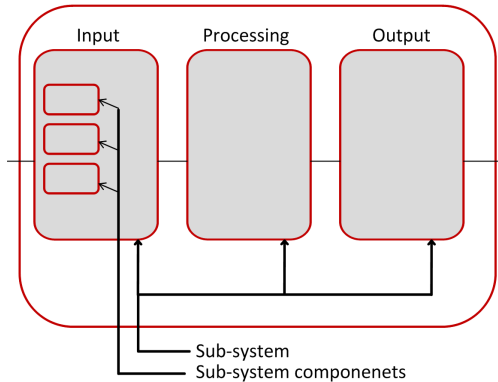 Input
Processing
Output
Sub-system
Sub-system componenets